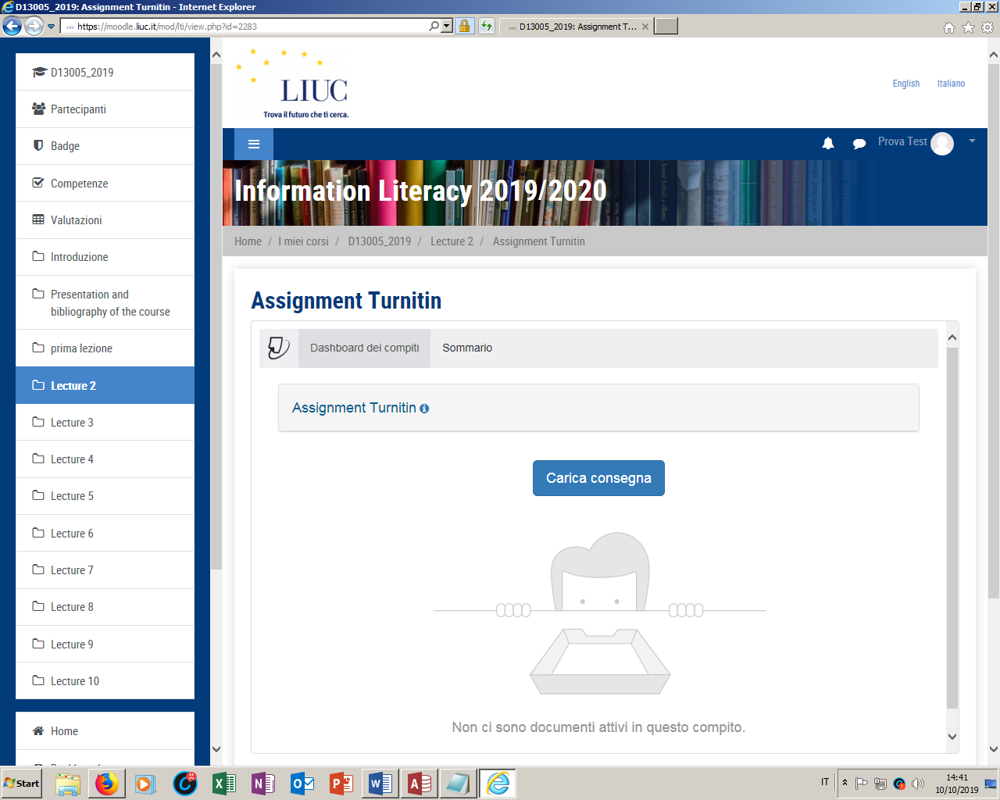 D13005_2019: Assignment Turnitin - Internet Explorer
https://moodle.liuc.it/mod/lti/view.php?id=2283
D13005_2019: Assignment T...
D13005_2019
Partecipanti
Badge
Competenze
Valutazioni
Introduzione
Presentation and
bibliography of the course
prima lezione
Lecture 2
Lecture 3
Lecture 4
Lecture 5
Lecture 6
Lecture 7
Lecture 8
Lecture 9
Lecture 10
Home
LIUC
Trova il futuro che ti cerca.
English Italiano
Prova Test
Information Literacy 2019/2020
Home / I miei corsi / D13005_2019 / Lecture 2 / Assignment Turnitin
Assignment Turnitin
Dashboard dei compiti Sommario
Assignment Turnitin
Carica consegna
Non ci sono documenti attivi in questo compito.
Start
IT
14:41
10/10/2019